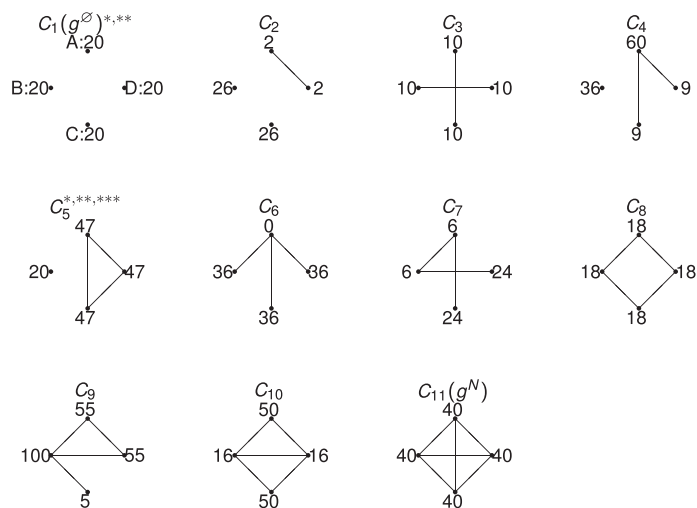 C₁(g^∅)*,** C₂ C₃ C₄
A:20 2 10 60
B:20 D:20 26 2 10 10 36 9
C:20 26 10 9
C₅*,**,*** C₆ C₇ C₈
47 0 6 18
20 47 36 36 6 24 18 18
47 36 24 18
C₉ C₁₀ C₁₁(g^N)
55 50 40
100 55 16 16 40 40
5 50 40